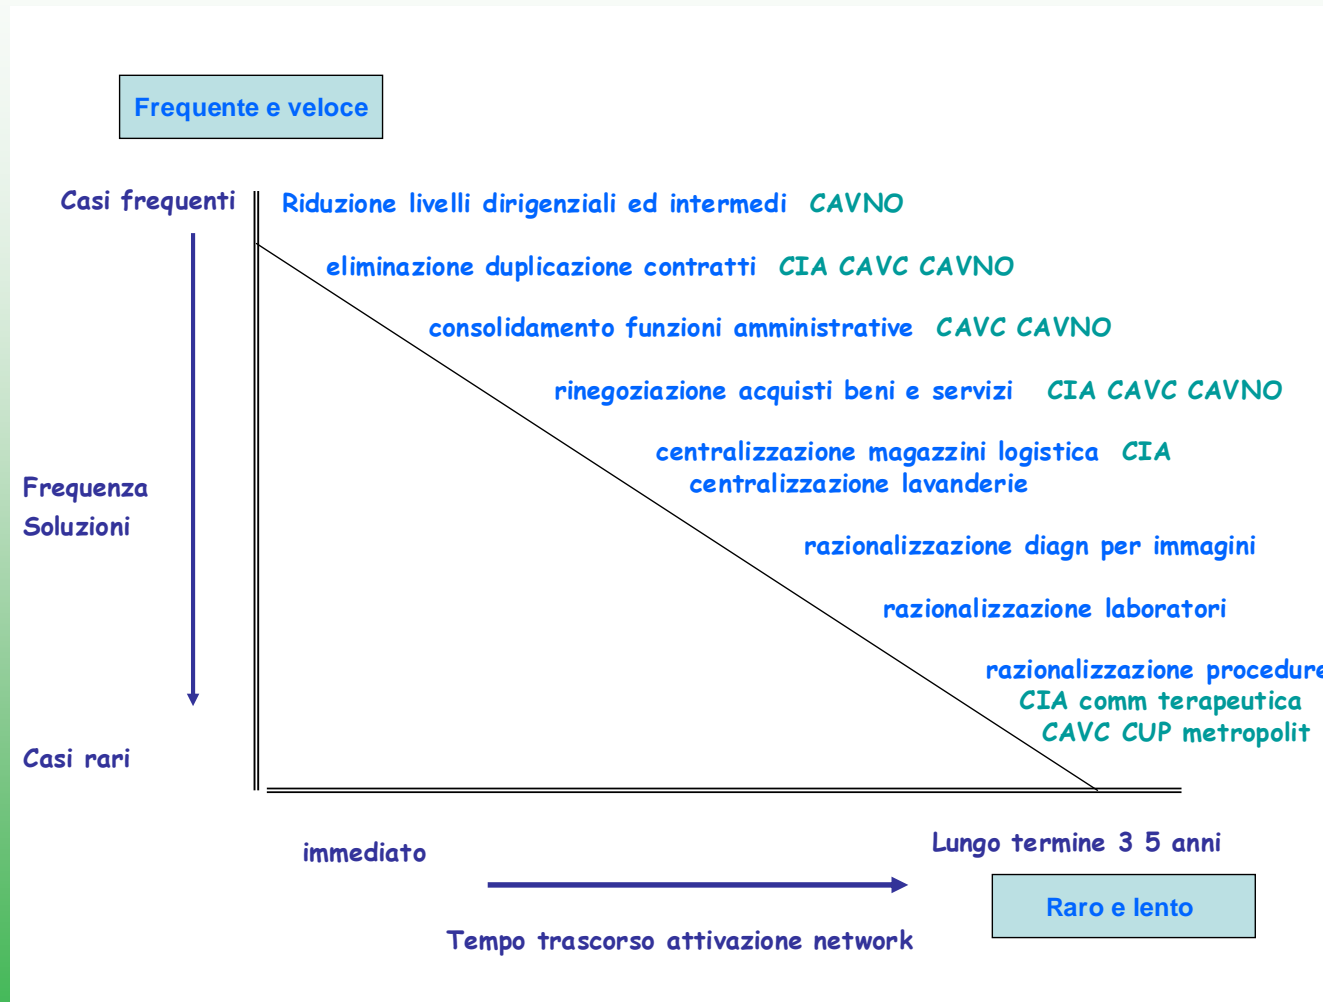 Frequente e veloce
Casi frequenti
Riduzione livelli dirigenziali ed intermedi CAVNO
eliminazione duplicazione contratti CIA CAVC CAVNO
consolidamento funzioni amministrative CAVC CAVNO
rinegoziazione acquisti beni e servizi CIA CAVC CAVNO
centralizzazione magazzini logistica CIA
centralizzazione lavanderie
Frequenza
Soluzioni
razionalizzazione diagn per immagini
razionalizzazione laboratori
razionalizzazione procedure
CIA comm terapeutica
CAVC CUP metropolit
Casi rari
immediato
Lungo termine 3 5 anni
Raro e lento
Tempo trascorso attivazione network